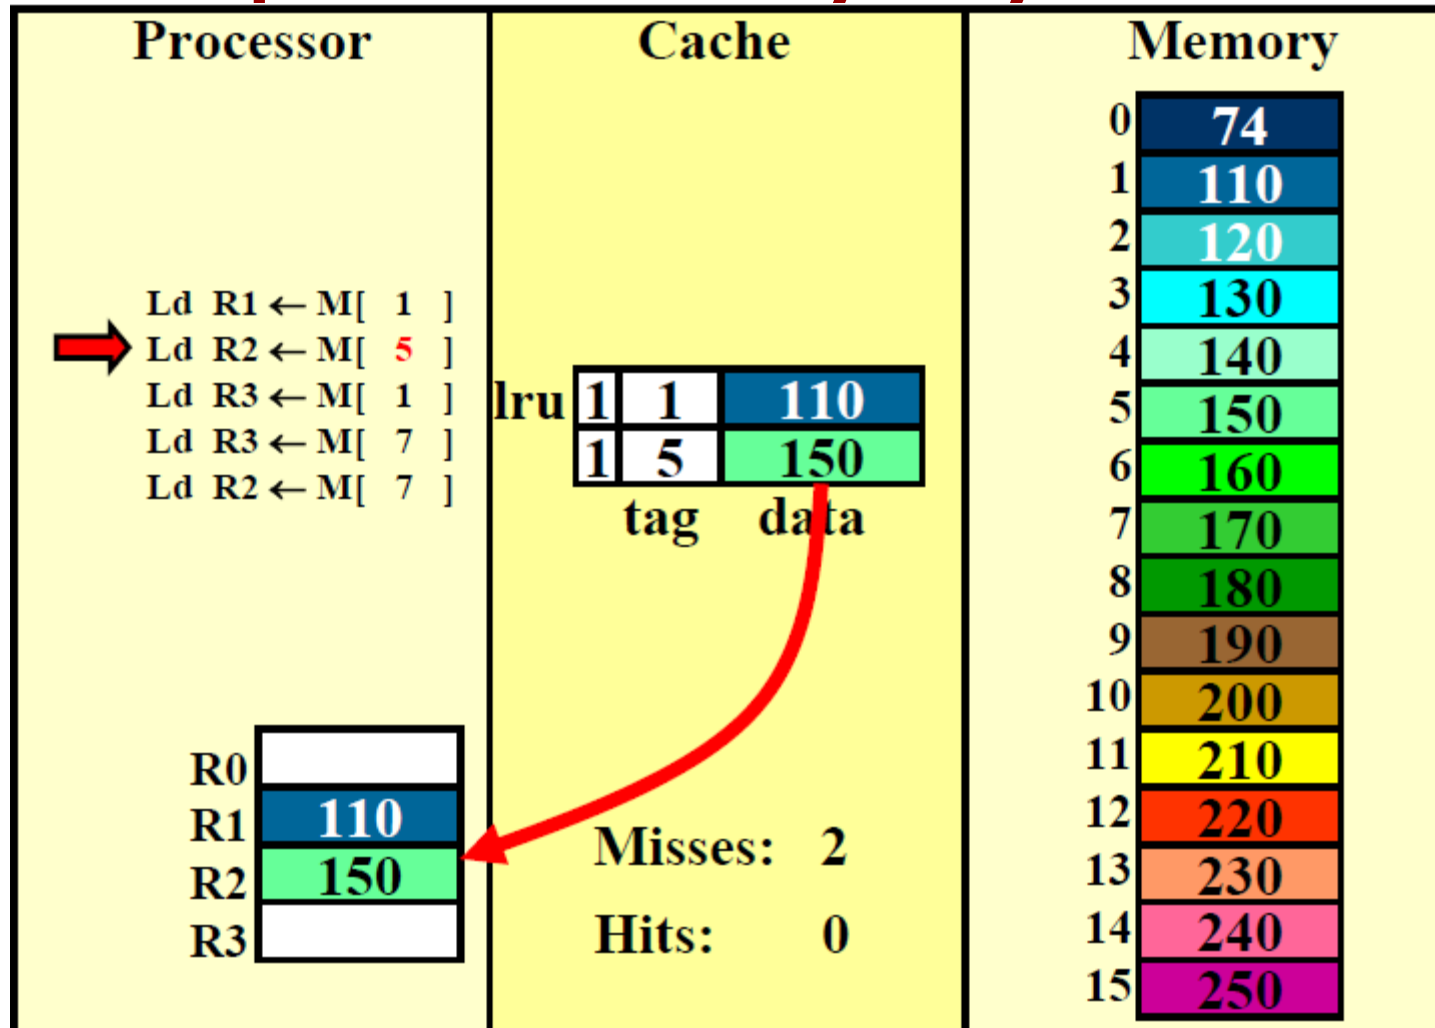 Processor
Ld R1 ← M[ 1 ]
Ld R2 ← M[ 5 ]
Ld R3 ← M[ 1 ]
Ld R3 ← M[ 7 ]
Ld R2 ← M[ 7 ]
R0
R1 110
R2 150
R3
Cache
lru 1 1 110
1 5 150
tag data
Misses: 2
Hits: 0
Memory
0 74
1 110
2 120
3 130
4 140
5 150
6 160
7 170
8 180
9 190
10 200
11 210
12 220
13 230
14 240
15 250